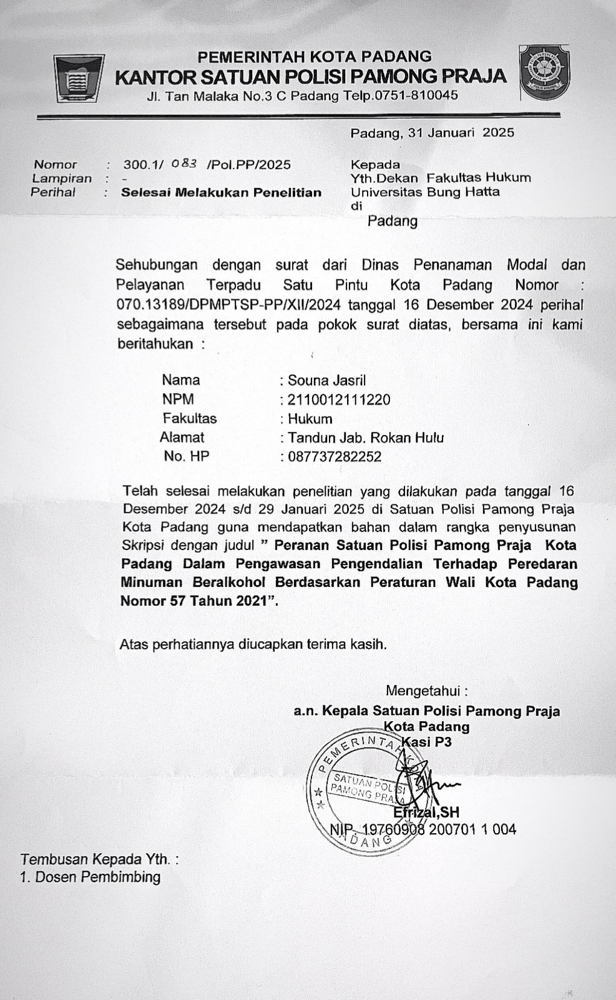 PEMERINTAH KOTA PADANG
KANTOR SATUAN POLISI PAMONG PRAJA
Jl. Tan Malaka No.3 C Padang Telp.0751-810045
Padang, 31 Januari 2025
Nomor : 300.1/ 083 /Pol.PP/2025
Lampiran : -
Perihal : Selesai Melakukan Penelitian
Kepada
Yth.Dekan Fakultas Hukum
Universitas Bung Hatta
di
Padang
Sehubungan dengan surat dari Dinas Penanaman Modal dan
Pelayanan Terpadu Satu Pintu Kota Padang Nomor :
070.13189/DPMPTSP-PP/XII/2024 tanggal 16 Desember 2024 perihal
sebagaimana tersebut pada pokok surat diatas, bersama ini kami
beritahukan :
Nama : Souna Jasril
NPM : 2110012111220
Fakultas : Hukum
Alamat : Tandun Jab. Rokan Hulu
No. HP : 087737282252
Telah selesai melakukan penelitian yang dilakukan pada tanggal 16
Desember 2024 s/d 29 Januari 2025 di Satuan Polisi Pamong Praja
Kota Padang guna mendapatkan bahan dalam rangka penyusunan
Skripsi dengan judul ” Peranan Satuan Polisi Pamong Praja Kota
Padang Dalam Pengawasan Pengendalian Terhadap Peredaran
Minuman Beralkohol Berdasarkan Peraturan Wali Kota Padang
Nomor 57 Tahun 2021”.
Atas perhatiannya diucapkan terima kasih.
Mengetahui :
a.n. Kepala Satuan Polisi Pamong Praja
Kota Padang
Kasi P3
PEMERINTAH KOTA
SATUAN POLISI
PAMONG PRAJA
PADANG
Efrizal,SH
NIP. 19760908 200701 1 004
Tembusan Kepada Yth. :
1. Dosen Pembimbing